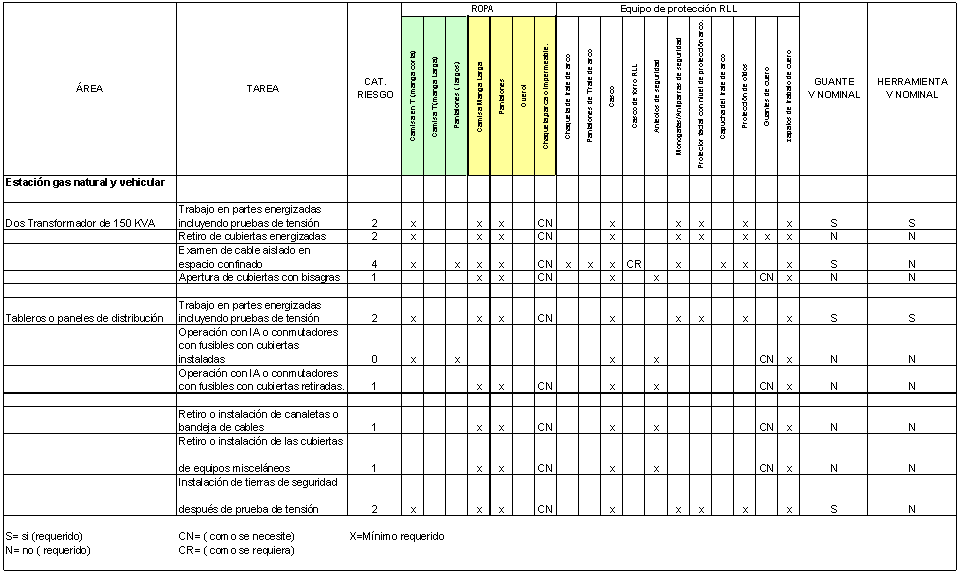 ROPA Equipo de protección RLL
ÁREA TAREA CAT. RIESGO Camisa en T (manga corta) Camisa T(manga Larga) Pantalones ( largos) Camisa Manga Larga Pantalones Overol Chaqueta parca o impermeable. Chaqueta de traje de arco Pantalones de Traje de arco Casco Casco de forro RLL Anteojos de seguridad Monogafas/Antiparras de seguridad Protector facial con nivel de protección arco. Capucha del traje de arco Protección de oídos Guantes de cuero zapatos de trabajo de cuero GUANTE V NOMINAL HERRAMIENTA V NOMINAL
Estación gas natural y vehicular
Trabajo en partes energizadas
Dos Transformador de 150 KVA incluyendo pruebas de tensión 2 x x x CN x x x x x S S
Retiro de cubiertas energizadas 2 x x x CN x x x x x x N N
Examen de cable aislado en
espacio confinado 4 x x x x CN x x x CR x x x x S N
Apertura de cubiertas con bisagras 1 x x CN x x CN x N N
Trabajo en partes energizadas
Tableros o paneles de distribución incluyendo pruebas de tensión 2 x x x CN x x x x x S S
Operación con IA o conmutadores
con fusibles con cubiertas
instaladas 0 x x x x CN x N N
Operación con IA o conmutadores
con fusibles con cubiertas retiradas. 1 x x CN x x CN x N N
Retiro o instalación de canaletas o
bandeja de cables 1 x x CN x x CN x N N
Retiro o instalación de las cubiertas
de equipos misceláneos 1 x x CN x x CN x N N
Instalación de tierras de seguridad
después de prueba de tensión 2 x x x CN x x x x x S N
S= si (requerido) CN= ( como se necesite) X=Mínimo requerido
N= no ( requerido) CR= ( como se requiera)